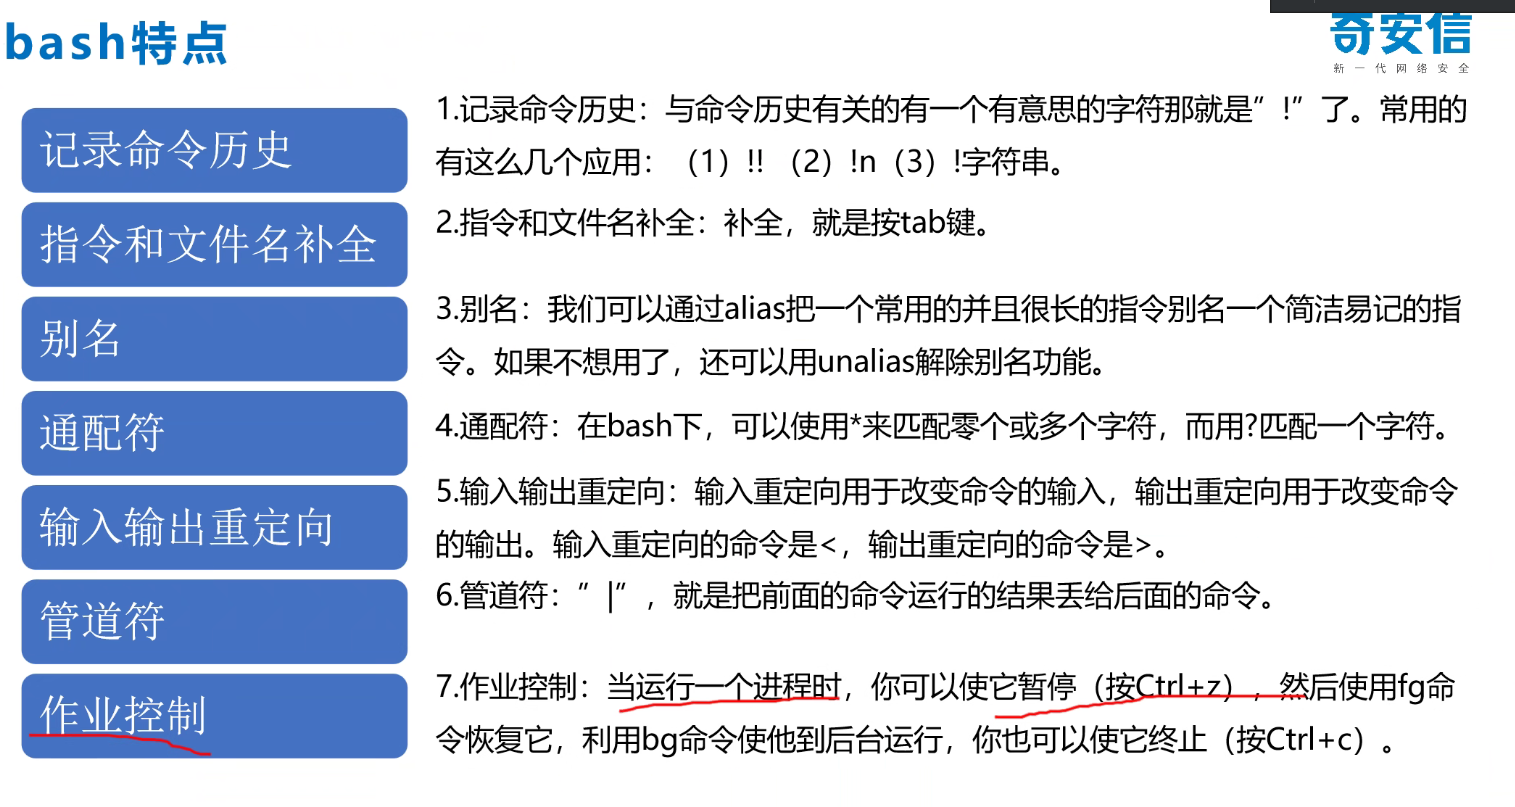 bash特点
奇安信
新一代网络安全
记录命令历史
指令和文件名补全
别名
通配符
输入输出重定向
管道符
作业控制
1.记录命令历史：与命令历史有关的有一个有意思的字符那就是”!”了。常用的
有这么几个应用：（1）!! （2）!n（3）!字符串。
2.指令和文件名补全：补全，就是按tab键。
3.别名：我们可以通过alias把一个常用的并且很长的指令别名一个简洁易记的指
令。如果不想用了，还可以用unalias解除别名功能。
4.通配符：在bash下，可以使用*来匹配零个或多个字符，而用?匹配一个字符。
5.输入输出重定向：输入重定向用于改变命令的输入，输出重定向用于改变命令
的输出。输入重定向的命令是<，输出重定向的命令是>。
6.管道符：”|”，就是把前面的命令运行的结果丢给后面的命令。
7.作业控制：当运行一个进程时，你可以使它暂停（按Ctrl+z），然后使用fg命
令恢复它，利用bg命令使他到后台运行，你也可以使它终止（按Ctrl+c）。